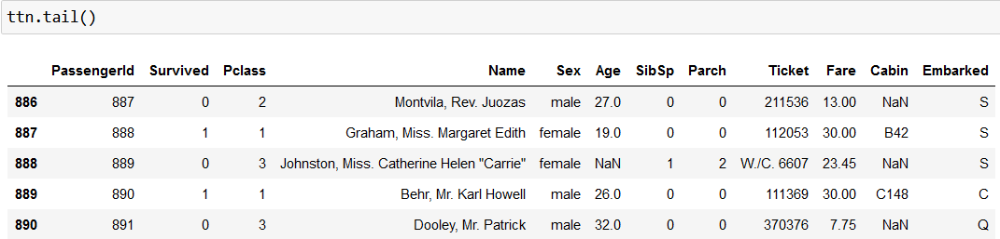 ttn.tail()
PassengerId Survived Pclass Name Sex Age SibSp Parch Ticket Fare Cabin Embarked
886 887 0 2 Montvila, Rev. Juozas male 27.0 0 0 211536 13.00 NaN S
887 888 1 1 Graham, Miss. Margaret Edith female 19.0 0 0 112053 30.00 B42 S
888 889 0 3 Johnston, Miss. Catherine Helen "Carrie" female NaN 1 2 W./C. 6607 23.45 NaN S
889 890 1 1 Behr, Mr. Karl Howell male 26.0 0 0 111369 30.00 C148 C
890 891 0 3 Dooley, Mr. Patrick male 32.0 0 0 370376 7.75 NaN Q